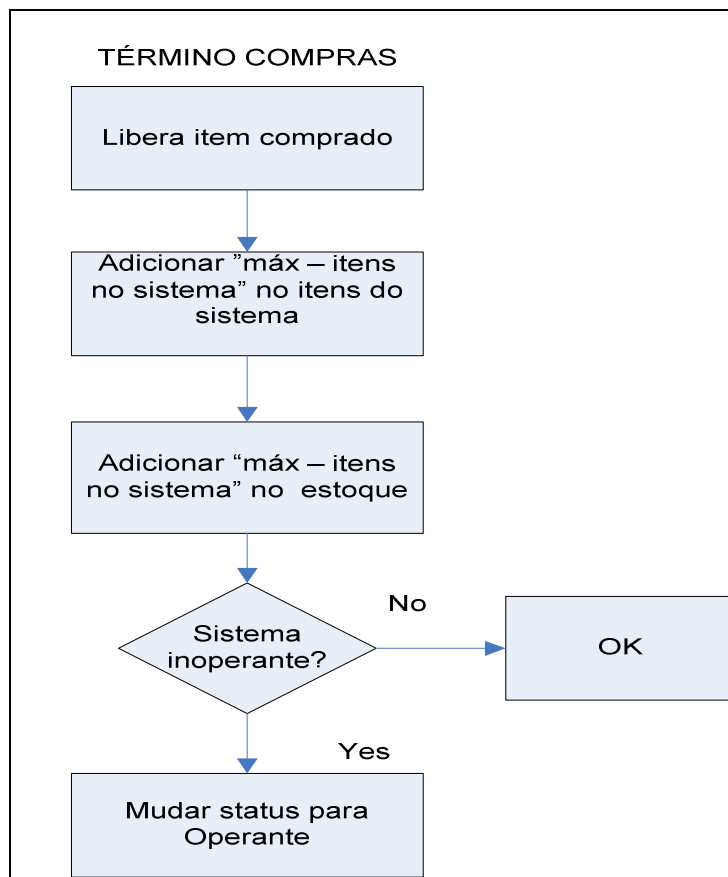 TÉRMINO COMPRAS
Libera item comprado
Adicionar ”máx – itens
no sistema” no itens do
sistema
Adicionar “máx – itens
no sistema” no estoque
Sistema
inoperante?
No
OK
Yes
Mudar status para
Operante